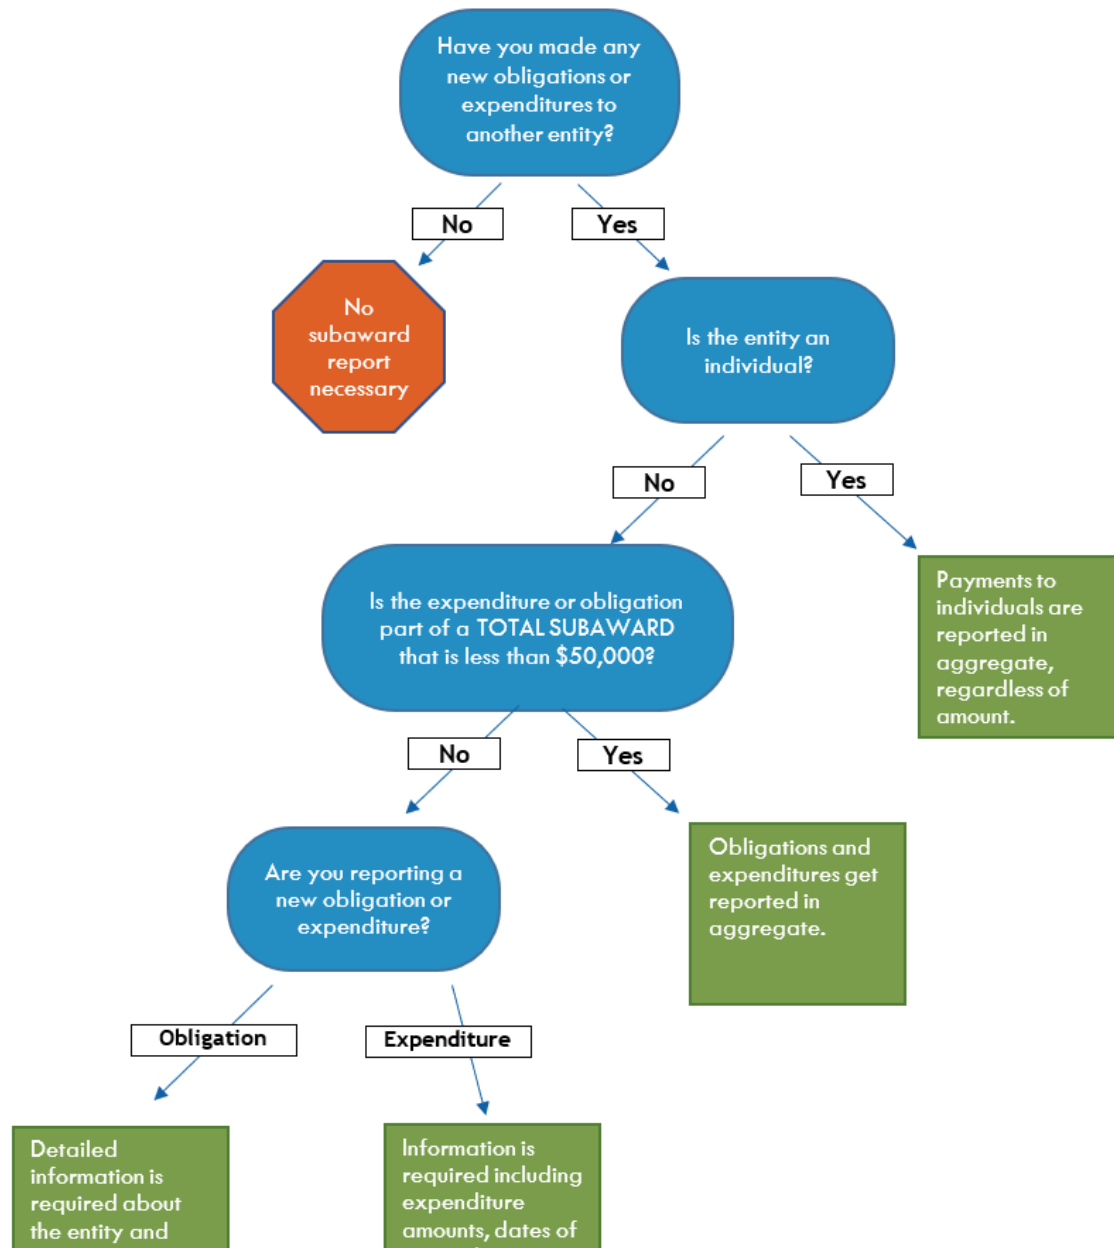 Have you made any
new obligations or
expenditures to
another entity?
No
Yes
No
subaward
report
necessary
Is the entity an
individual?
No
Yes
Is the expenditure or obligation
part of a TOTAL SUBAWARD
that is less than $50,000?
Payments to
individuals are
reported in
aggregate,
regardless of
amount.
No
Yes
Are you reporting a
new obligation or
expenditure?
Obligations and
expenditures get
reported in
aggregate.
Obligation
Expenditure
Detailed
information is
required about
the entity and
Information is
required including
expenditure
amounts, dates of